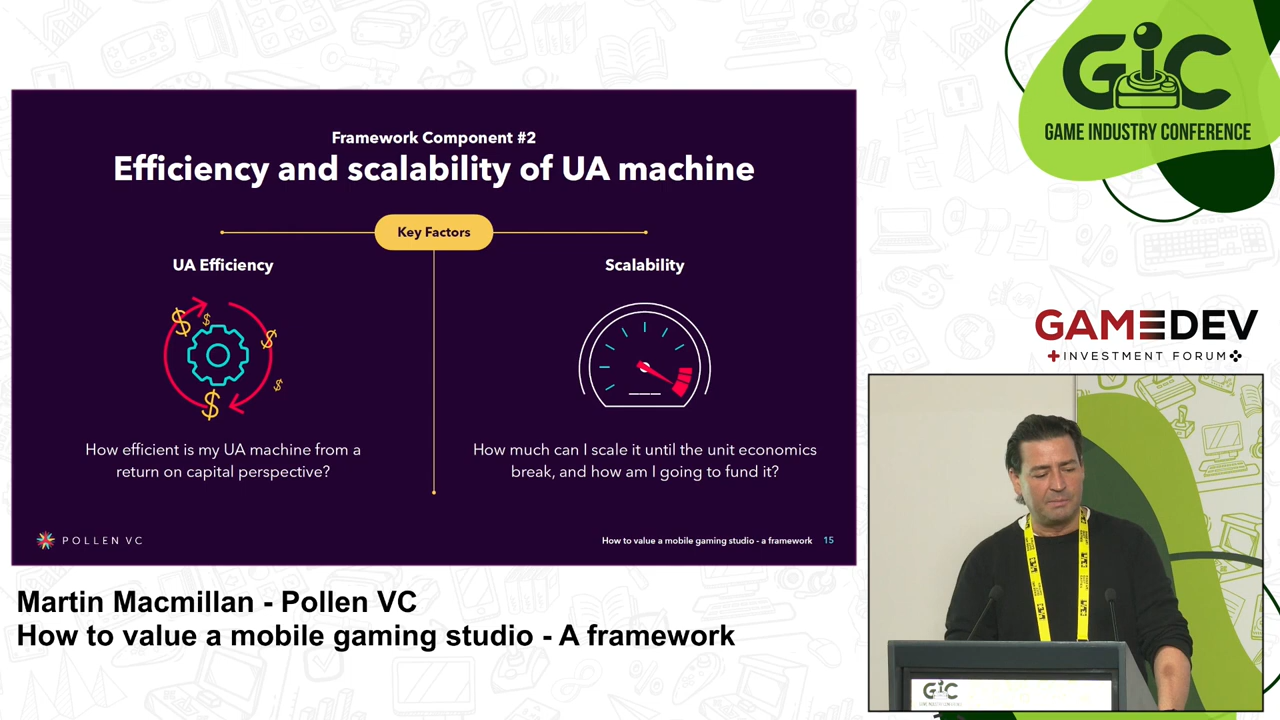 Framework Component #2
Efficiency and scalability of UA machine
Key Factors
UA Efficiency
Scalability
How efficient is my UA machine from a
return on capital perspective?
How much can I scale it until the unit economics
break, and how am I going to fund it?
POLLEN VC
How to value a mobile gaming studio - a framework 15
Martin Macmillan - Pollen VC
How to value a mobile gaming studio - A framework
GIC
GAME INDUSTRY CONFERENCE
GAMEDEV
INVESTMENT FORUM
GIC